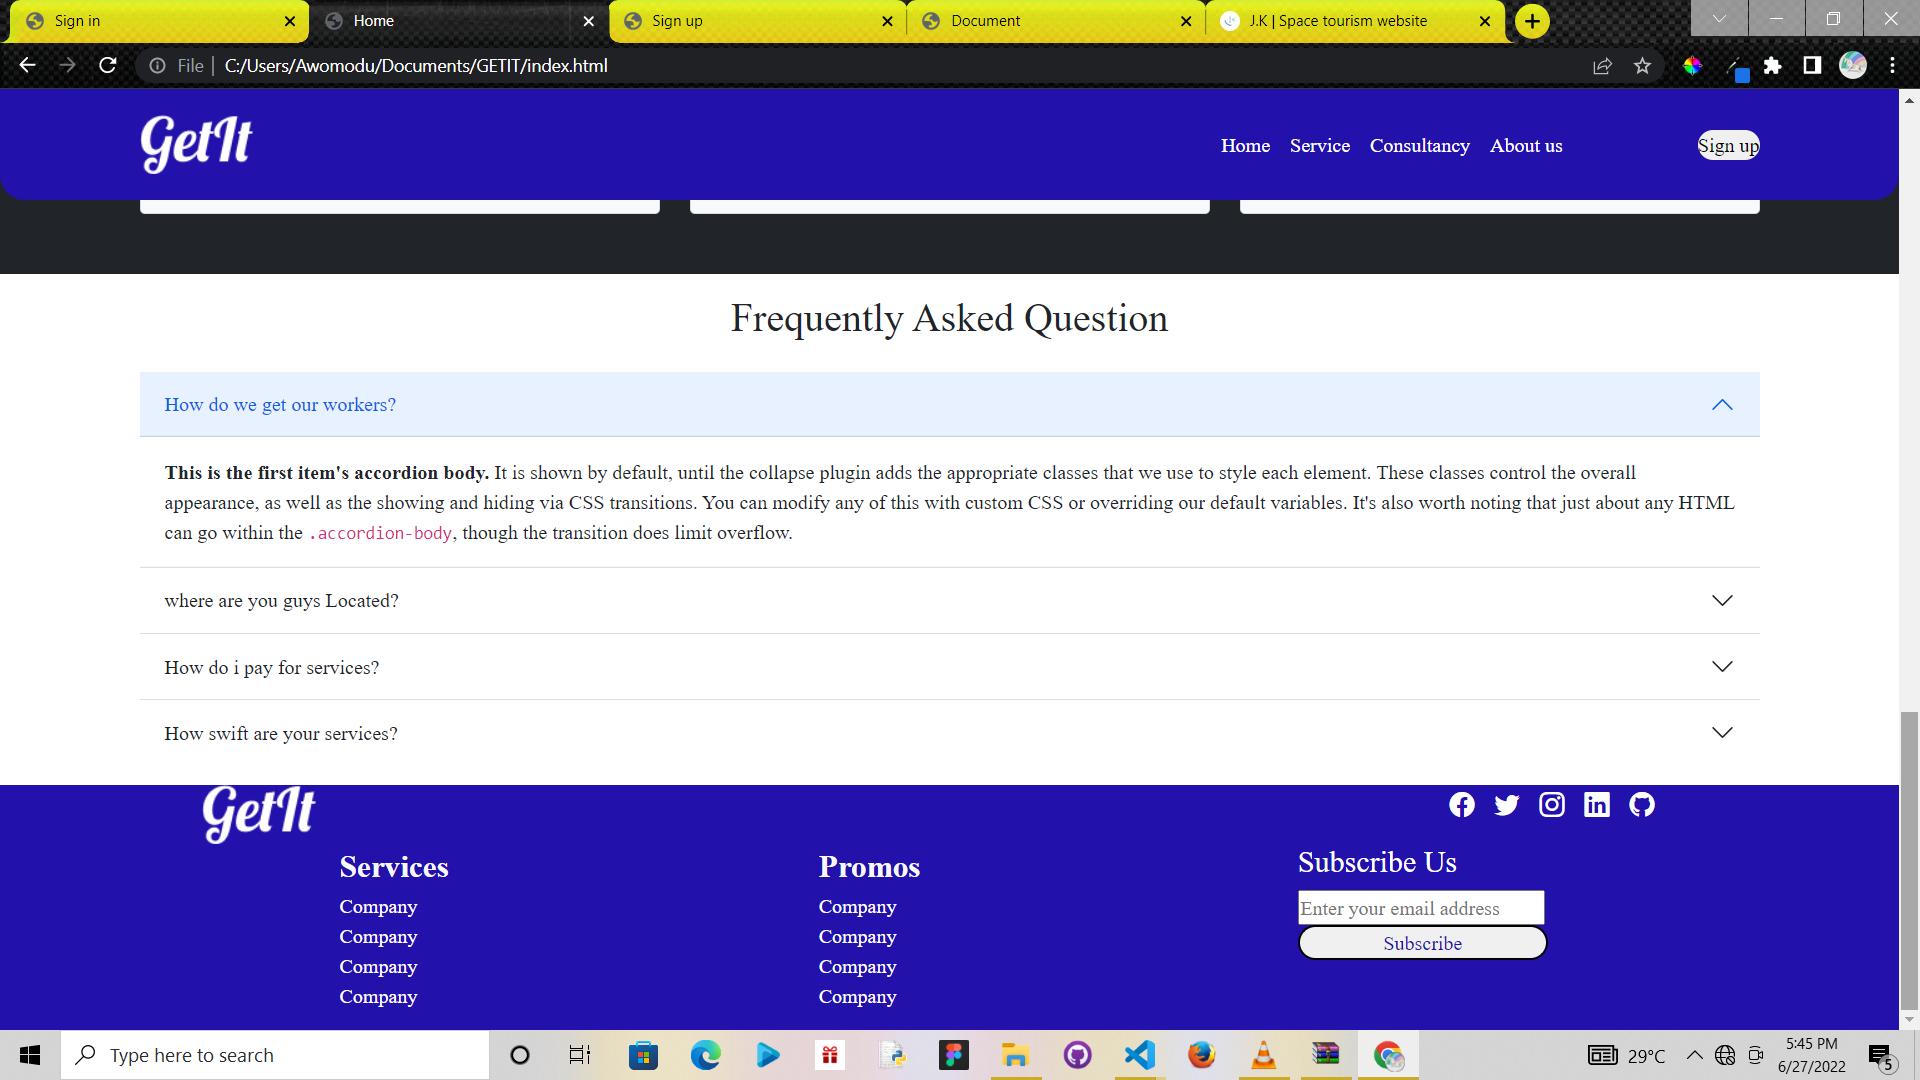 Sign in
Home
Sign up
Document
J.K | Space tourism website
File | C:/Users/Awomodu/Documents/GETIT/index.html
GetIt
Home Service Consultancy About us
Sign up
Frequently Asked Question
How do we get our workers?
This is the first item's accordion body. It is shown by default, until the collapse plugin adds the appropriate classes that we use to style each element. These classes control the overall
appearance, as well as the showing and hiding via CSS transitions. You can modify any of this with custom CSS or overriding our default variables. It's also worth noting that just about any HTML
can go within the .accordion-body, though the transition does limit overflow.
where are you guys Located?
How do i pay for services?
How swift are your services?
GetIt
Services
Company
Company
Company
Company
Promos
Company
Company
Company
Company
Subscribe Us
Enter your email address
Subscribe
Type here to search
29°C
5:45 PM
6/27/2022
5